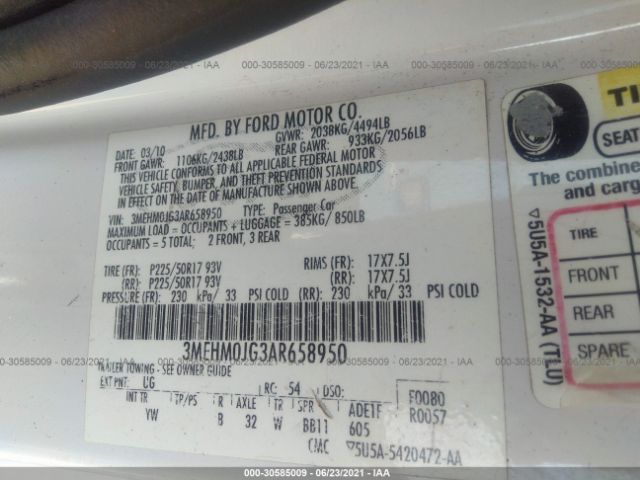 000-30585009 - 06/23/2021 - IAA
MFD. BY FORD MOTOR CO.
DATE: 03/10 GVWR: 2038KG/4494LB
FRONT GAWR: 1106KG/2438LB REAR GAWR: 933KG/2056LB
THIS VEHICLE CONFORMS TO ALL APPLICABLE FEDERAL MOTOR
VEHICLE SAFETY, BUMPER, AND THEFT PREVENTION STANDARDS
IN EFFECT ON THE DATE OF MANUFACTURE SHOWN ABOVE.
VIN: 3MEHM0JG3AR658950 TYPE: Passenger Car
MAXIMUM LOAD = OCCUPANTS + LUGGAGE = 385KG/850LB
OCCUPANTS = 5 TOTAL: 2 FRONT, 3 REAR
TIRE (FR): P225/50R17 93V RIMS (FR): 17X7.5J
(RR): P225/50R17 93V (RR): 17X7.5J
PRESSURE (FR): 230 kPa/ 33 PSI COLD (RR): 230 kPa/ 33 PSI COLD
3MEHM0JG3AR658950
TRAILER TOWING - SEE OWNER GUIDE
EXT PNT: UG RC: 54 DSO: F0080
INT TR TP/PS R AXLE TR SPR ADE1F R0057
YW B 32 W BB11 605
CMC ▽5U5A-5420472-AA
TI
SEAT
The combine
and cargo
TIRE
FRONT
REAR
SPARE
▽5U5A-1532-AA (TLU)
000-30585009 - 06/23/2021 - IAA